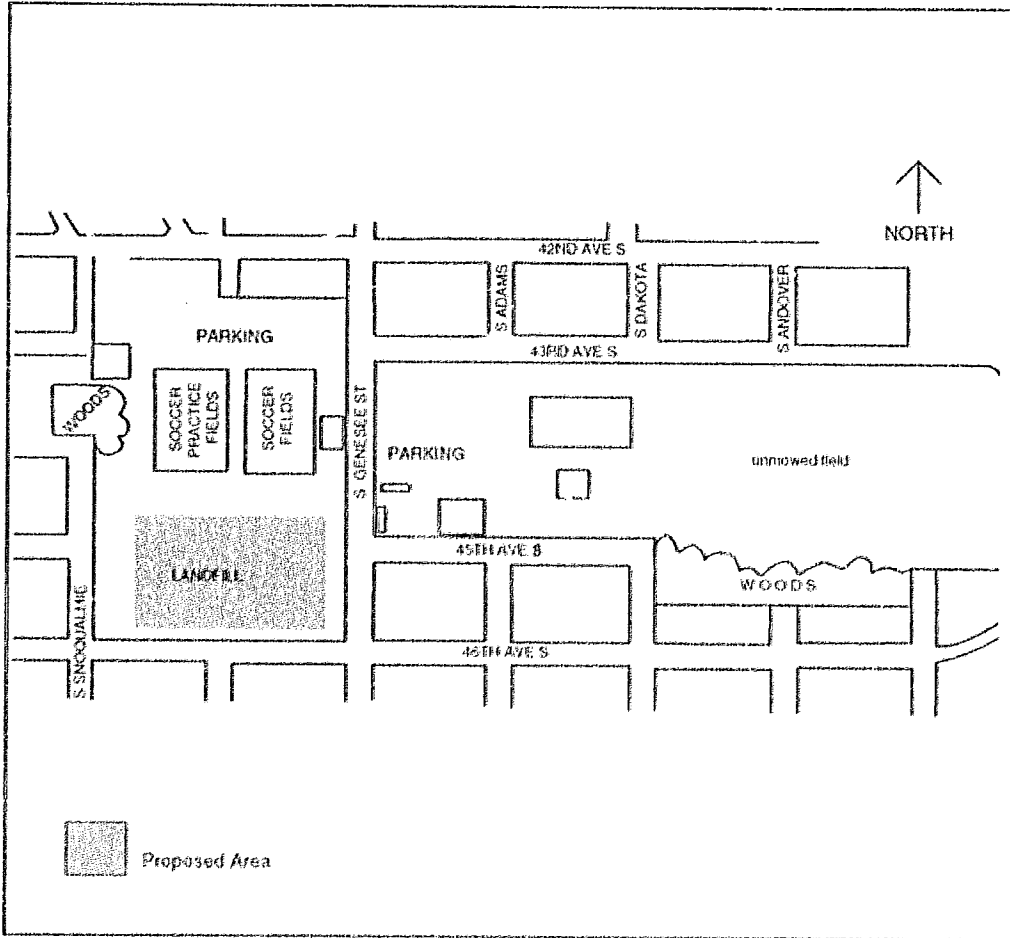 NORTH
42ND AVE S
S ADAMS
S DAKOTA
S ANDOVER
PARKING
43RD AVE S
WOODS
SOCCER
PRACTICE
FIELDS
SOCCER
FIELDS
S GENESEE ST
PARKING
unmowed field
45TH AVE S
LANDFILL
WOODS
S SNOQUALMIE
46TH AVE S
Proposed Area